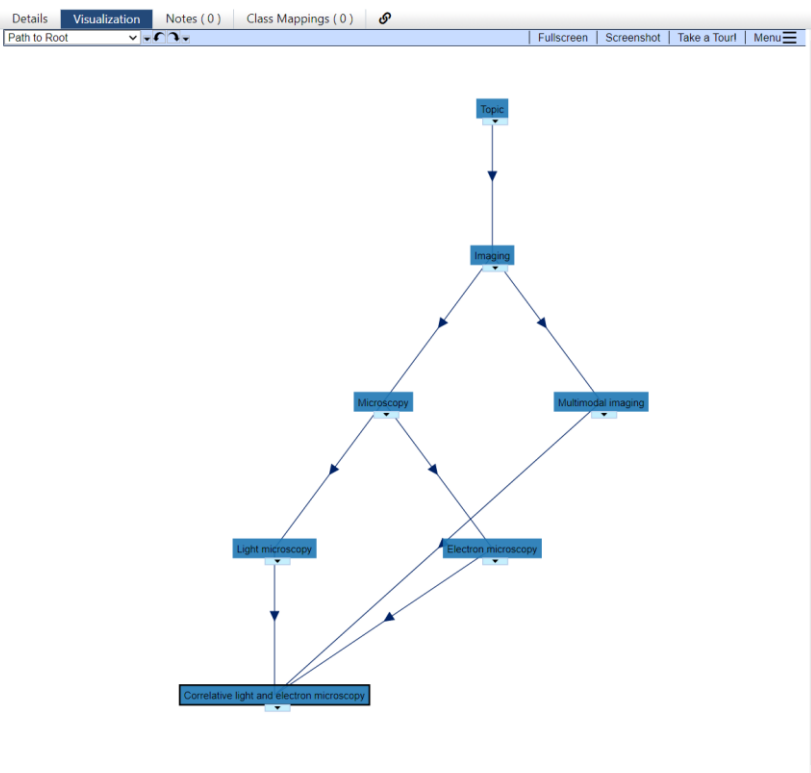 Details Visualization Notes ( 0 ) Class Mappings ( 0 )
Path to Root Fullscreen Screenshot Take a Tour! Menu
Topic
Imaging
Microscopy Multimodal imaging
Light microscopy Electron microscopy
Correlative light and electron microscopy